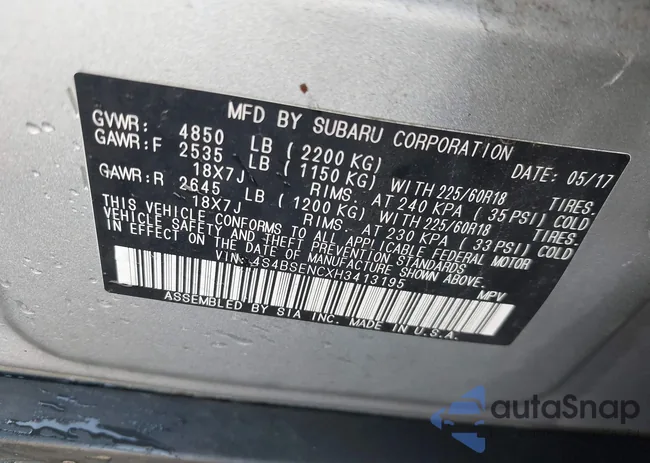 MFD BY SUBARU CORPORATION DATE: 05/17
GVWR: 4850 LB (2200 KG)
GAWR:F 2535 LB (1150 KG) WITH 225/60R18 TIRES.
18X7J RIMS. AT 240 KPA (35 PSI) COLD
GAWR:R 2645 LB (1200 KG) WITH 225/60R18 TIRES.
18X7J RIMS. AT 230 KPA (33 PSI) COLD
THIS VEHICLE CONFORMS TO ALL APPLICABLE FEDERAL MOTOR
VEHICLE SAFETY AND THEFT PREVENTION STANDARDS
IN EFFECT ON THE DATE OF MANUFACTURE SHOWN ABOVE.
VIN: 4S4BSENCXH3413195 MPV
ASSEMBLED BY SIA INC. MADE IN U.S.A.
autoSnap